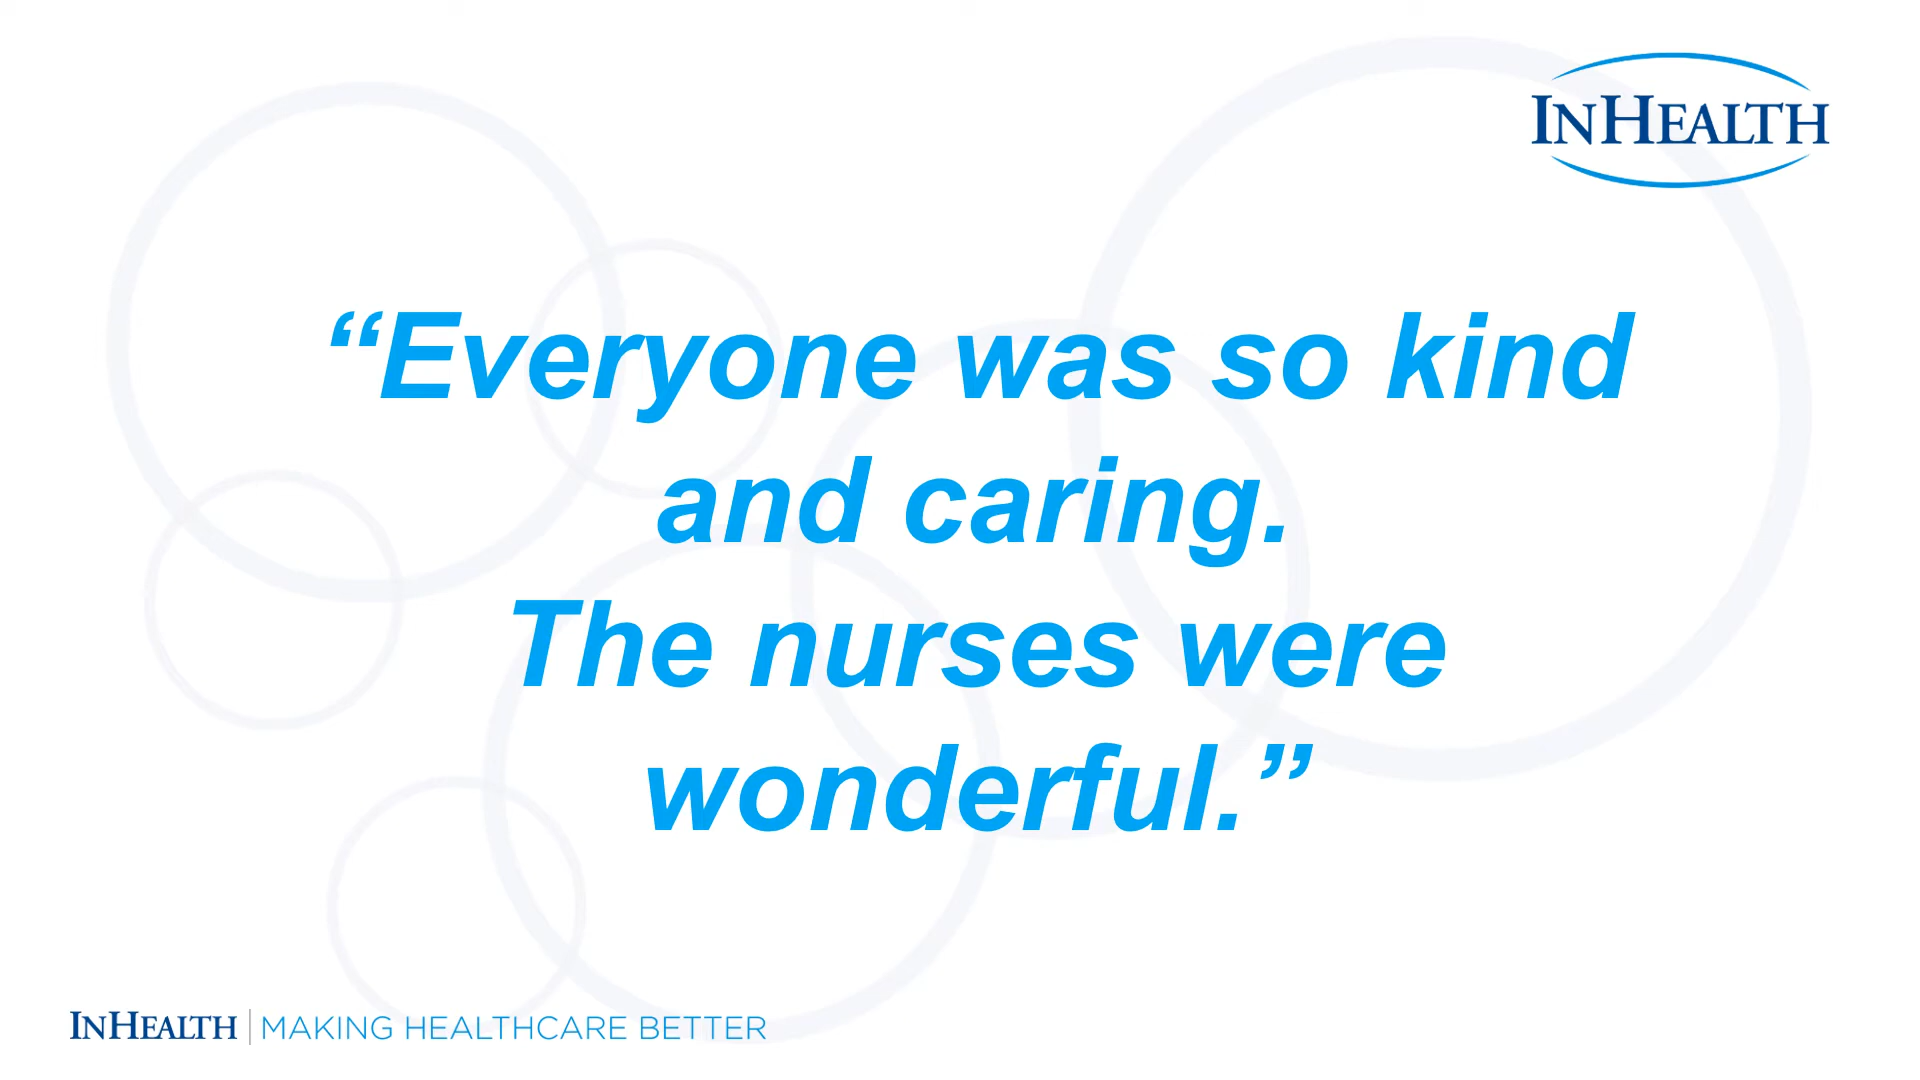 INHEALTH
“Everyone was so kind
and caring.
The nurses were
wonderful.”
INHEALTH | MAKING HEALTHCARE BETTER